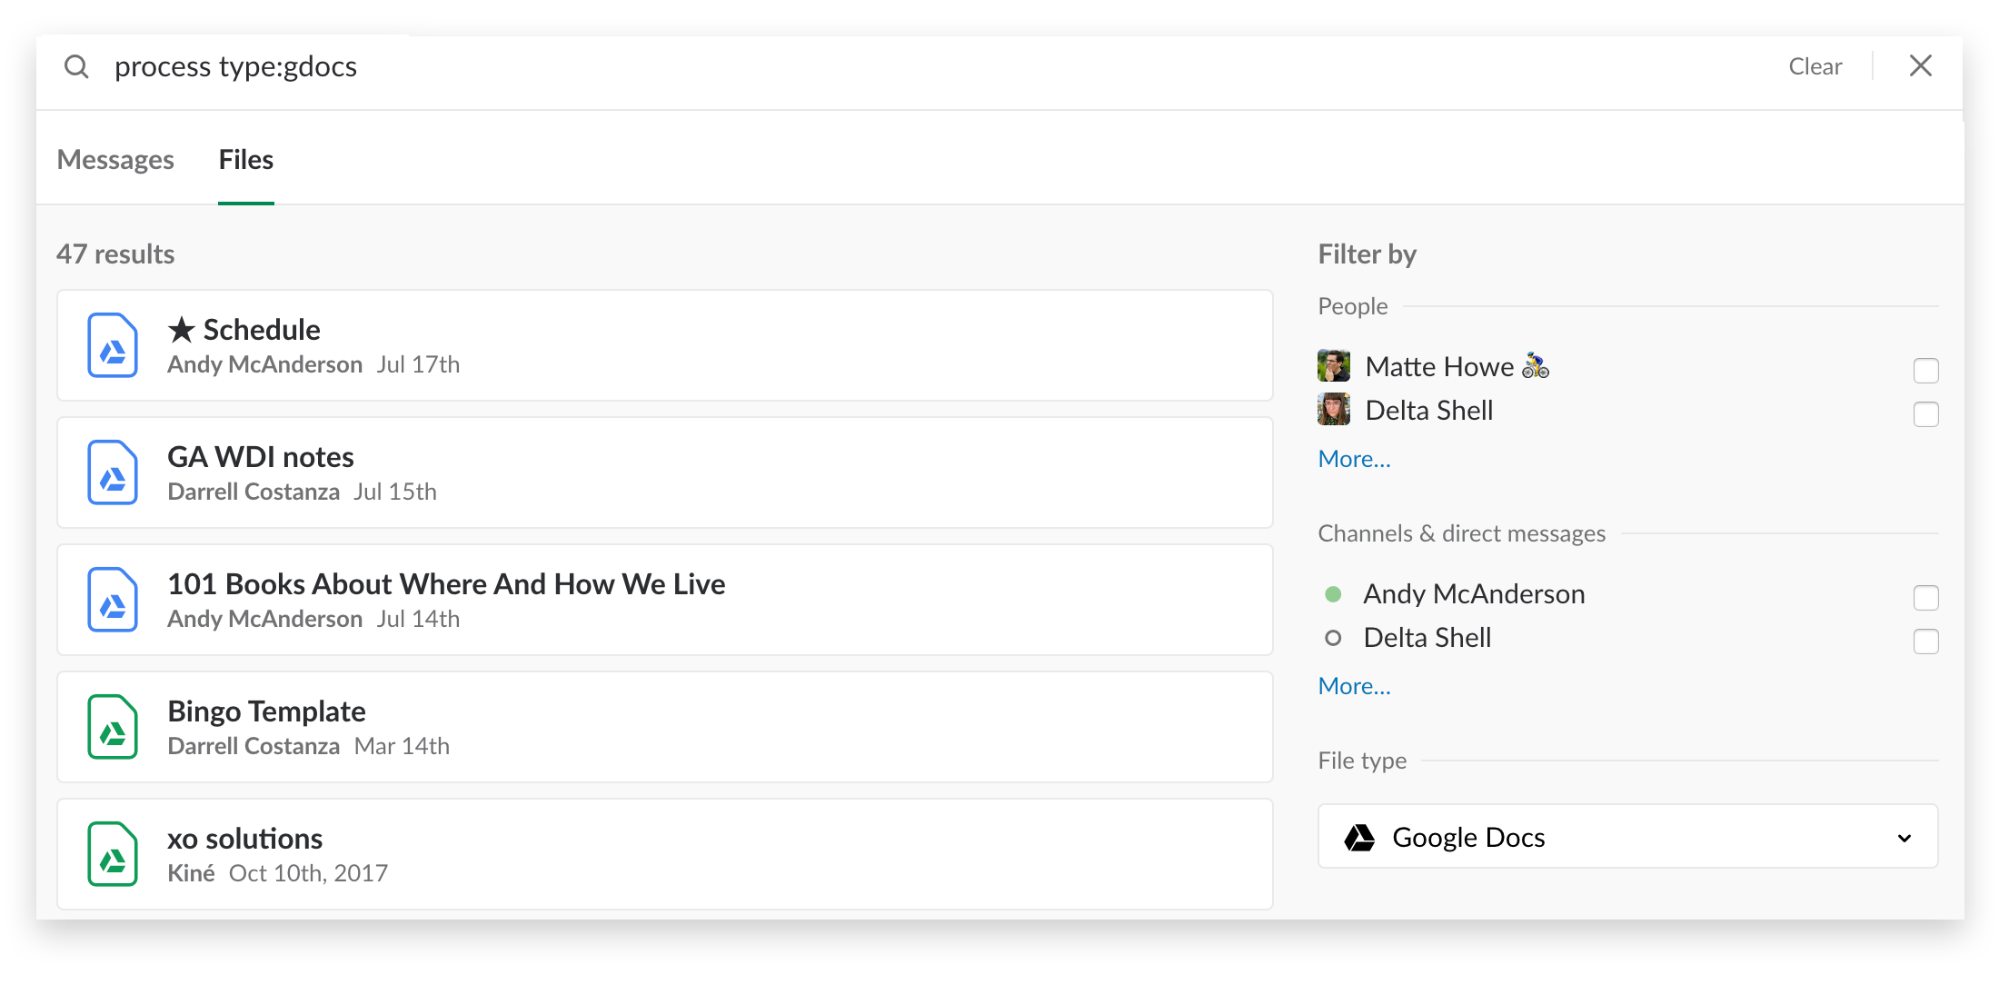 process type:gdocs
Clear
Messages
Files
47 results
★ Schedule
Andy McAnderson Jul 17th
GA WDI notes
Darrell Costanza Jul 15th
101 Books About Where And How We Live
Andy McAnderson Jul 14th
Bingo Template
Darrell Costanza Mar 14th
xo solutions
Kiné Oct 10th, 2017
Filter by
People
Matte Howe 🚴
Delta Shell
More...
Channels & direct messages
Andy McAnderson
Delta Shell
More...
File type
Google Docs